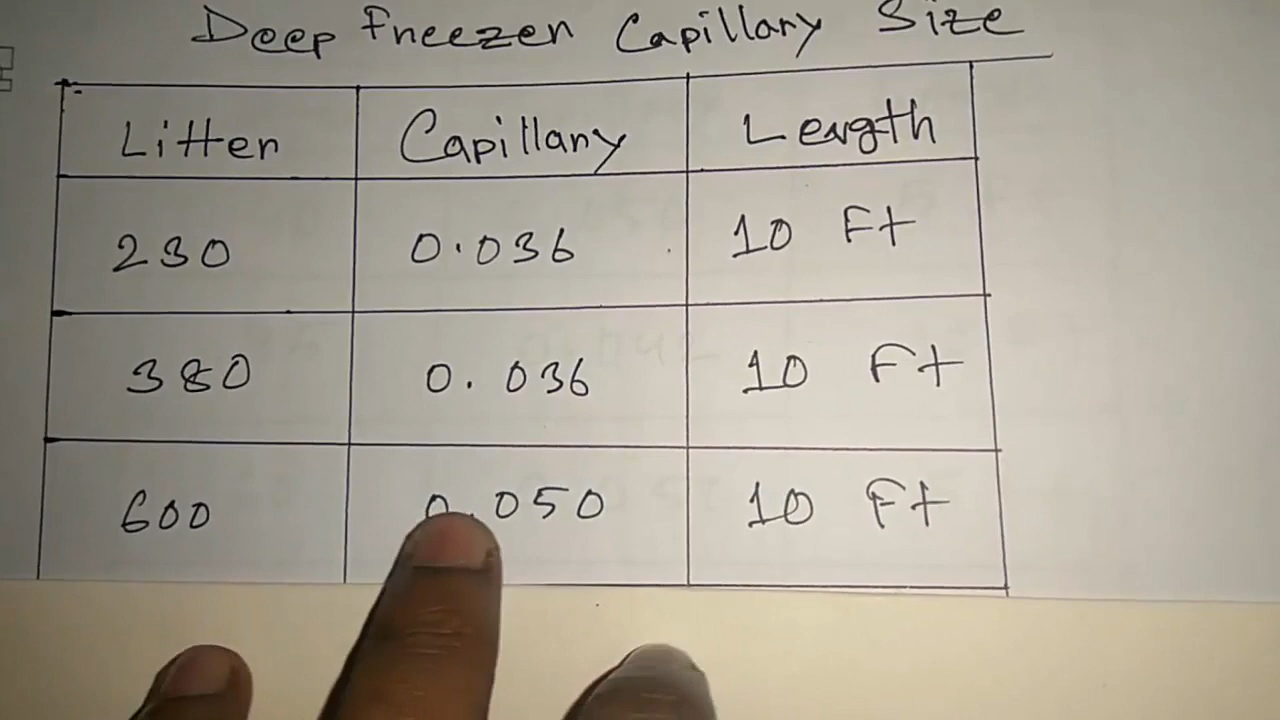 Deep Freezer Capillary Size
Litter Capillary Length
230 0.036 10 Ft
380 0.036 10 Ft
600 0.050 10 Ft